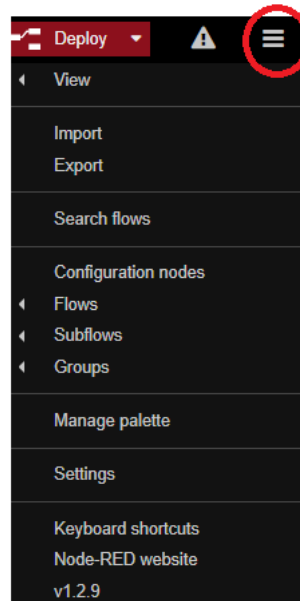 Deploy
View
Import
Export
Search flows
Configuration nodes
Flows
Subflows
Groups
Manage palette
Settings
Keyboard shortcuts
Node-RED website
v1.2.9